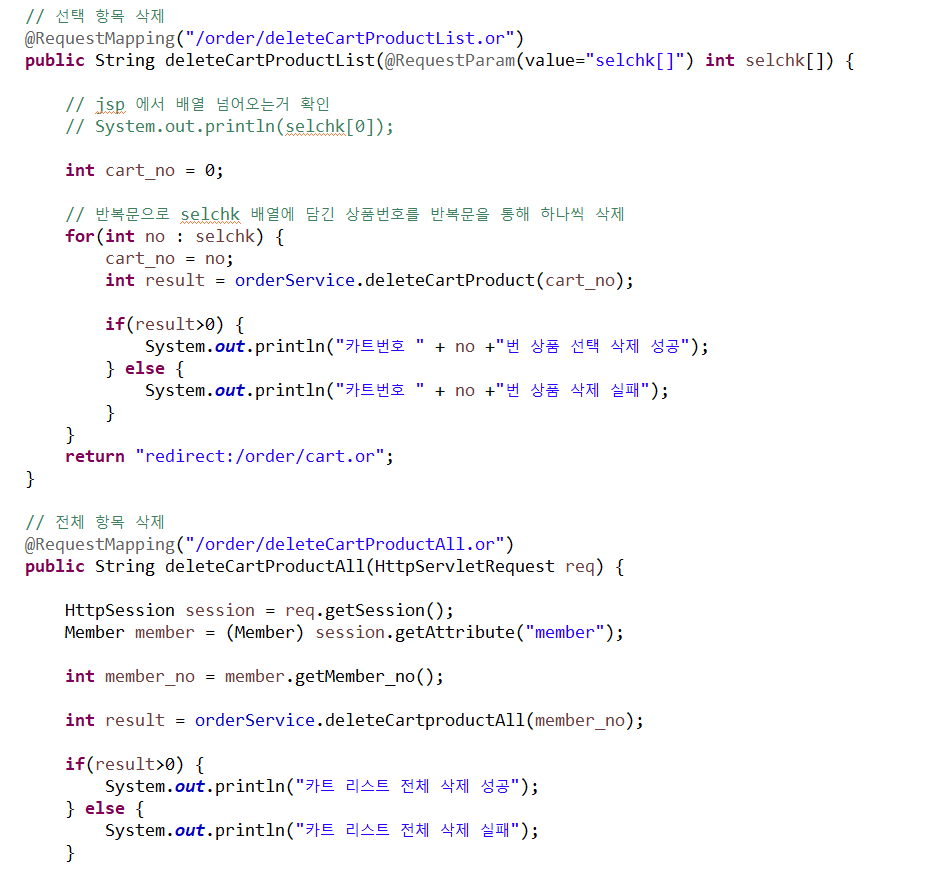 // 선택 항목 삭제
@RequestMapping("/order/deleteCartProductList.or")
public String deleteCartProductList(@RequestParam(value="selchk[]") int selchk[]) {
// jsp 에서 배열 넘어오는거 확인
// System.out.println(selchk[0]);
int cart_no = 0;
// 반복문으로 selchk 배열에 담긴 상품번호를 반복문을 통해 하나씩 삭제
for(int no : selchk) {
cart_no = no;
int result = orderService.deleteCartProduct(cart_no);
if(result>0) {
System.out.println("카트번호 " + no +"번 상품 선택 삭제 성공");
} else {
System.out.println("카트번호 " + no +"번 상품 삭제 실패");
}
}
return "redirect:/order/cart.or";
}
// 전체 항목 삭제
@RequestMapping("/order/deleteCartProductAll.or")
public String deleteCartProductAll(HttpServletRequest req) {
HttpSession session = req.getSession();
Member member = (Member) session.getAttribute("member");
int member_no = member.getMember_no();
int result = orderService.deleteCartproductAll(member_no);
if(result>0) {
System.out.println("카트 리스트 전체 삭제 성공");
} else {
System.out.println("카트 리스트 전체 삭제 실패");
}